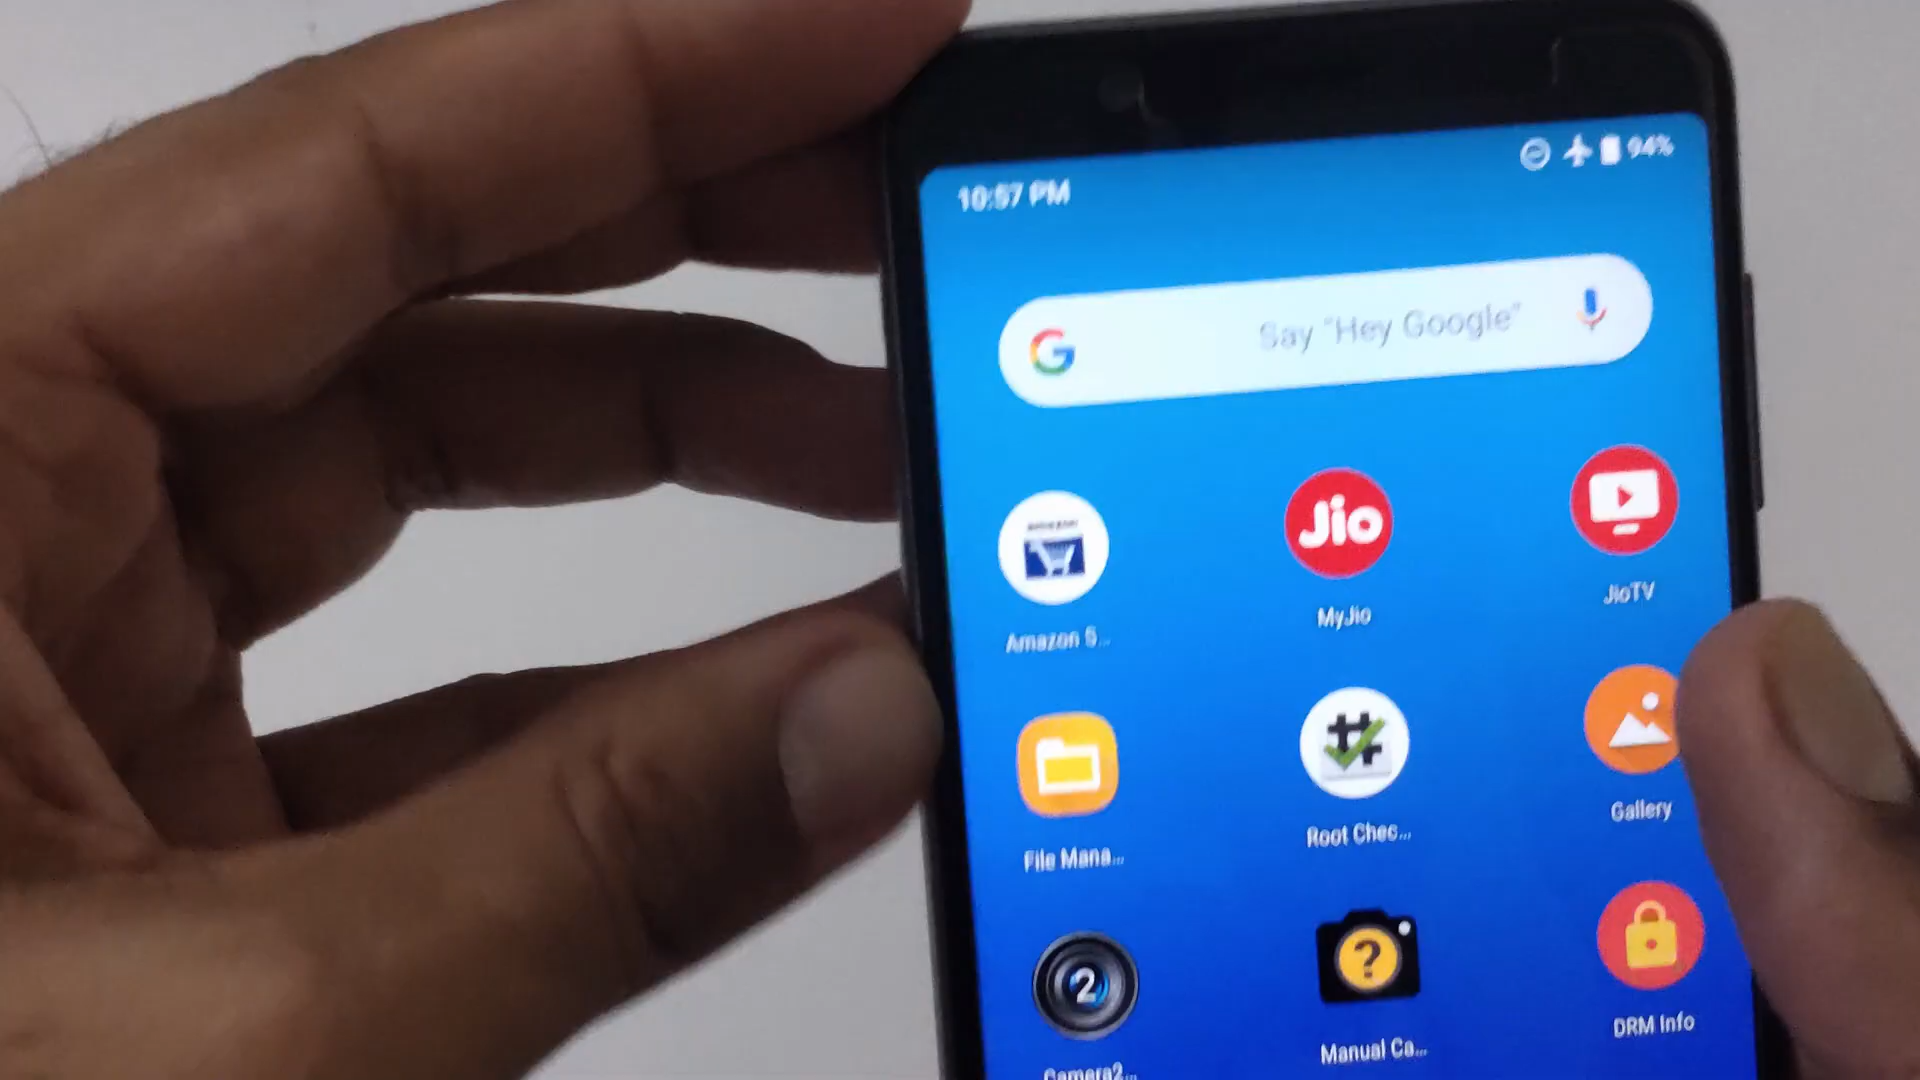 10:57 PM
94%
G
Say "Hey Google"
Jio
Amazon S...
MyJio
JioTV
File Mana...
Root Chec...
Gallery
2
?
Camera2...
Manual Ca...
DRM Info